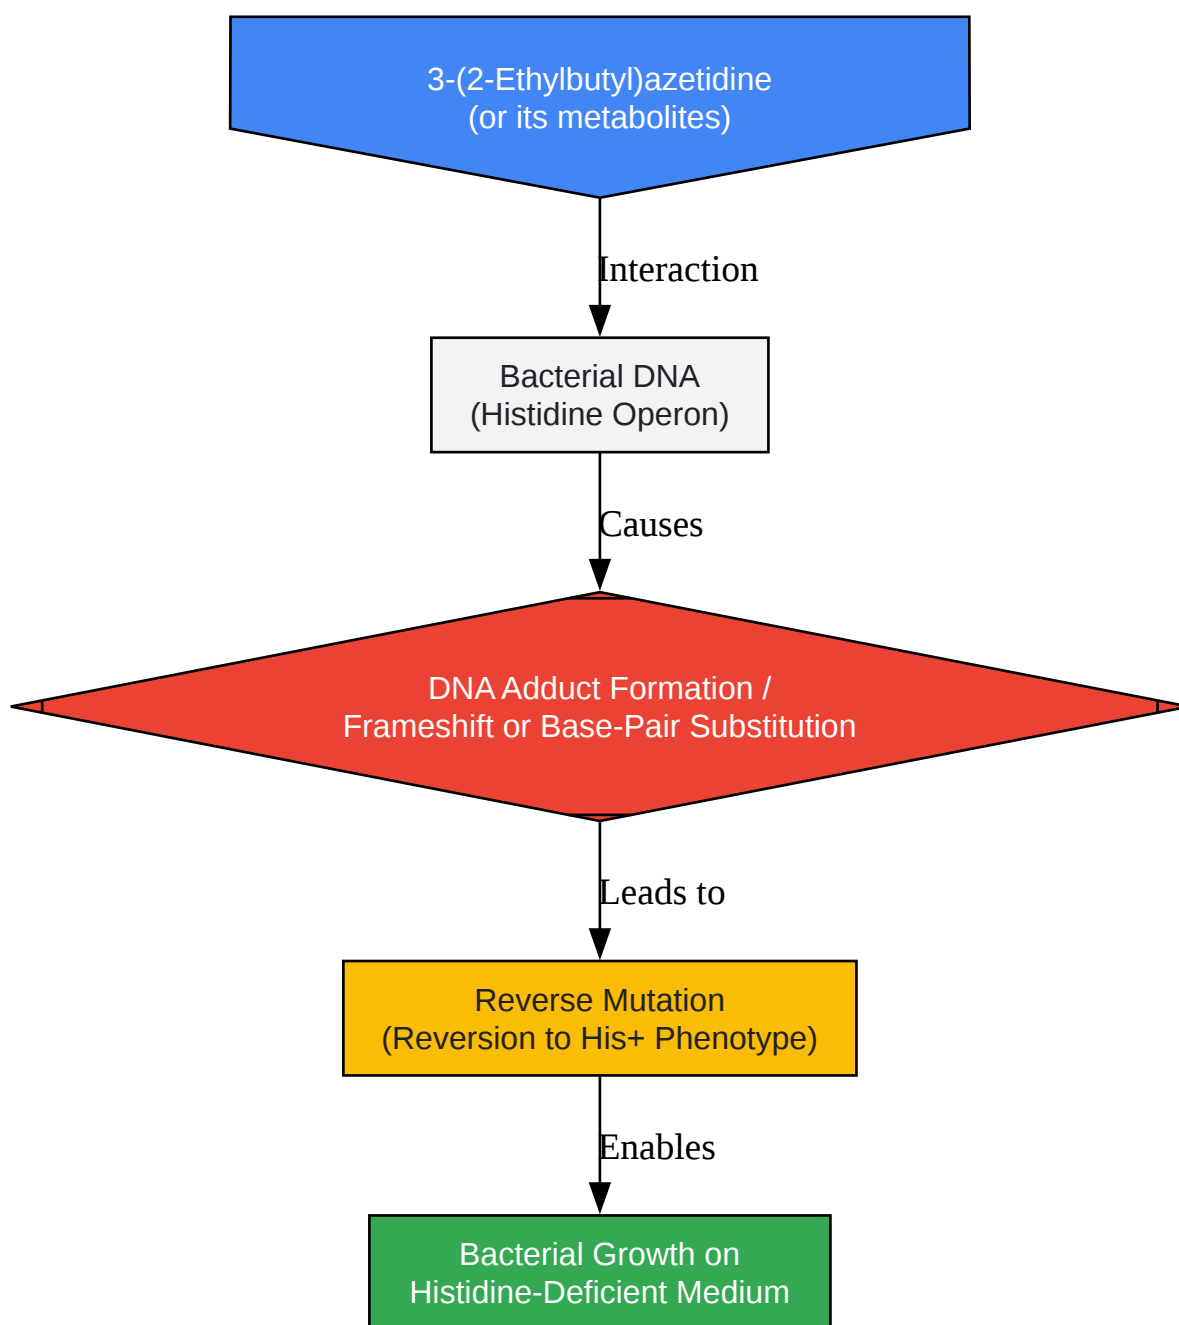 3-(2-Ethylbutyl)azetidine
(or its metabolites)
Interaction
Bacterial DNA
(Histidine Operon)
Causes
DNA Adduct Formation /
Frameshift or Base-Pair Substitution
Leads to
Reverse Mutation
(Reversion to His+ Phenotype)
Enables
Bacterial Growth on
Histidine-Deficient Medium